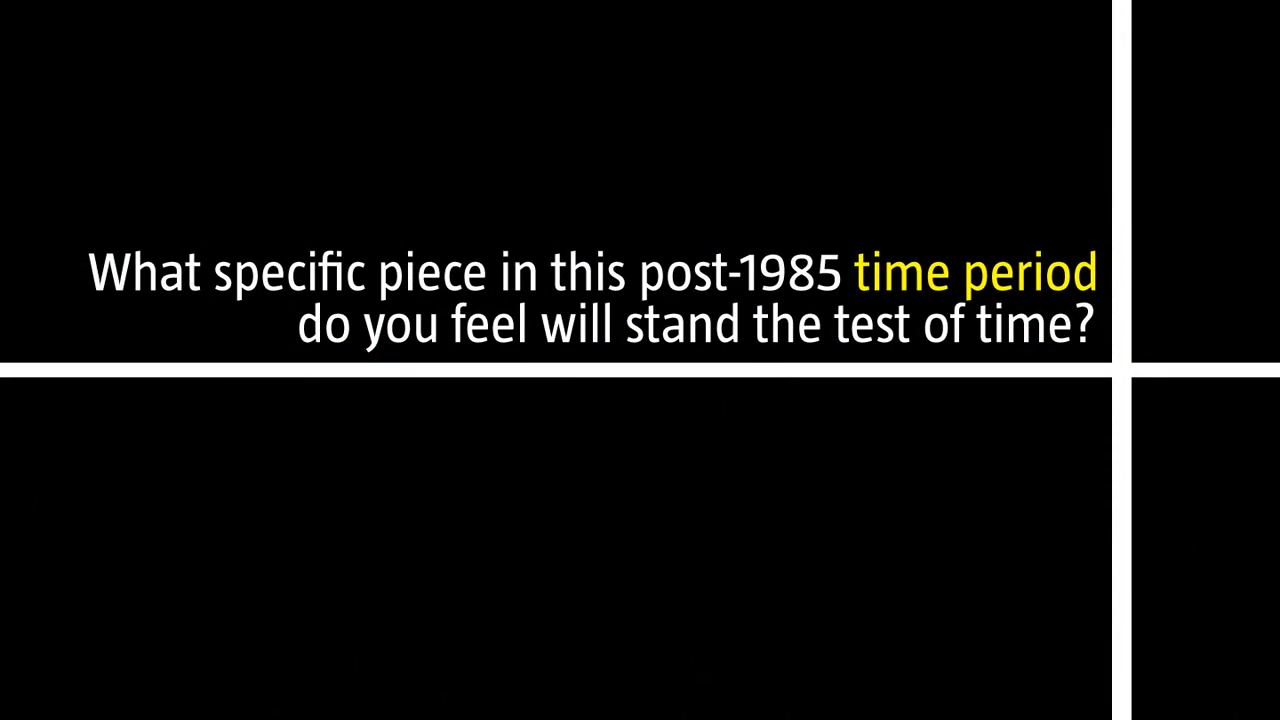 What specific piece in this post-1985 time period
do you feel will stand the test of time?